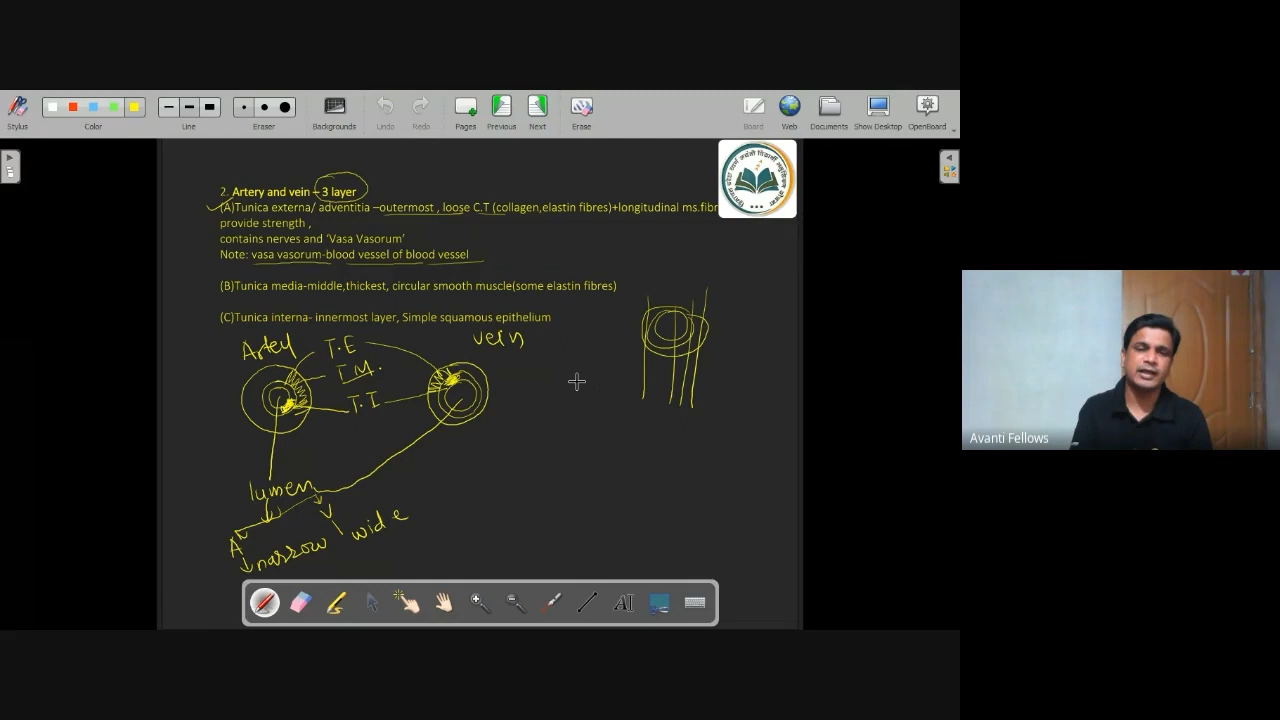 Stylus Color Line Eraser Backgrounds Undo Redo Pages Previous Next Erase Board Web Documents Show Desktop OpenBoard
2. Artery and vein – 3 layer
(A)Tunica externa/ adventitia –outermost , loose C.T (collagen,elastin fibres)+longitudinal ms.fibr
provide strength ,
contains nerves and ‘Vasa Vasorum’
Note: vasa vasorum-blood vessel of blood vessel
(B)Tunica media-middle,thickest, circular smooth muscle(some elastin fibres)
(C)Tunica interna- innermost layer, Simple squamous epithelium
Artery T.E vein
T.M.
T.I
lumen
A narrow V wide
AI
Avanti Fellows